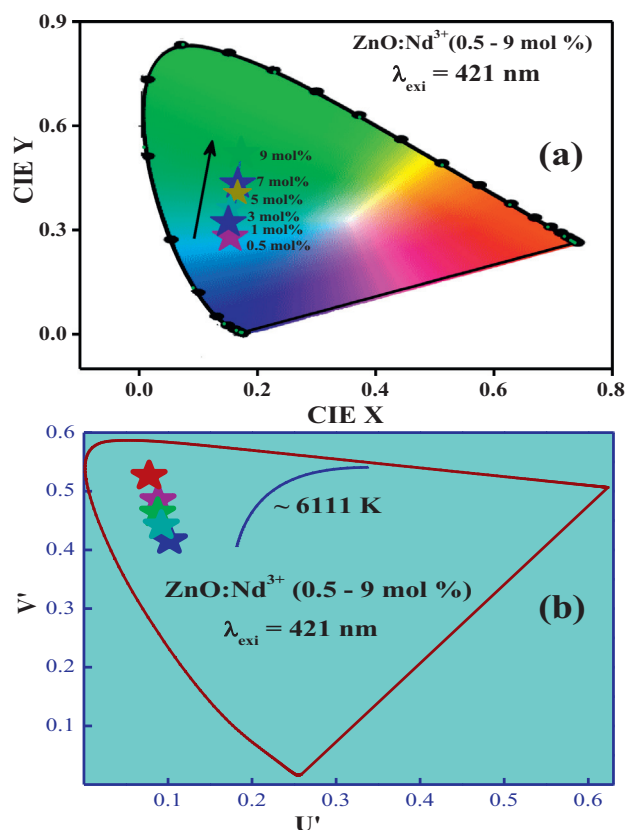 ZnO:Nd³⁺(0.5 - 9 mol %)
λexi = 421 nm
(a)
0.9
0.6
0.3
0.0
CIE Y
9 mol%
7 mol%
5 mol%
3 mol%
1 mol%
0.5 mol%
0.0
0.2
0.4
0.6
0.8
CIE X
0.6
0.5
0.4
0.3
0.2
0.1
V'
~ 6111 K
ZnO:Nd³⁺ (0.5 - 9 mol %)
λexi = 421 nm
(b)
0.1
0.2
0.3
0.4
0.5
0.6
U'